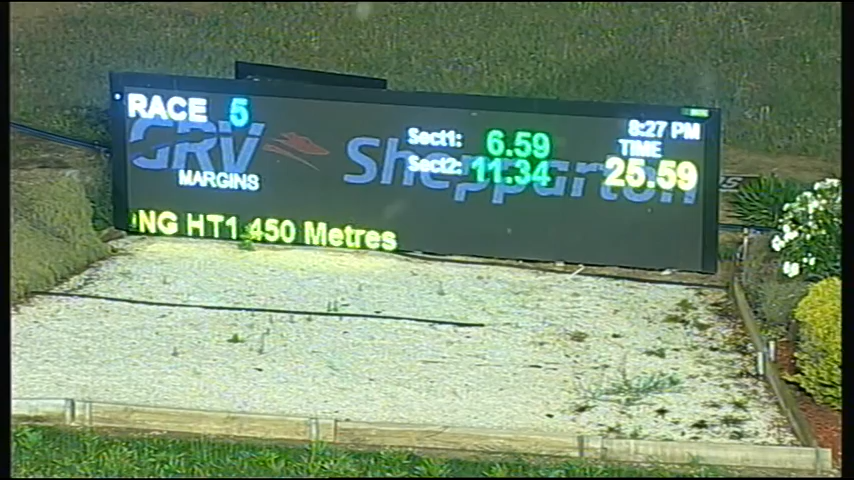 RACE 5
GRV
MARGINS
Shepparton
Sect1: 6.59
Sect2: 11.34
8:27 PM
TIME
25.59
NG HT1 450 Metres